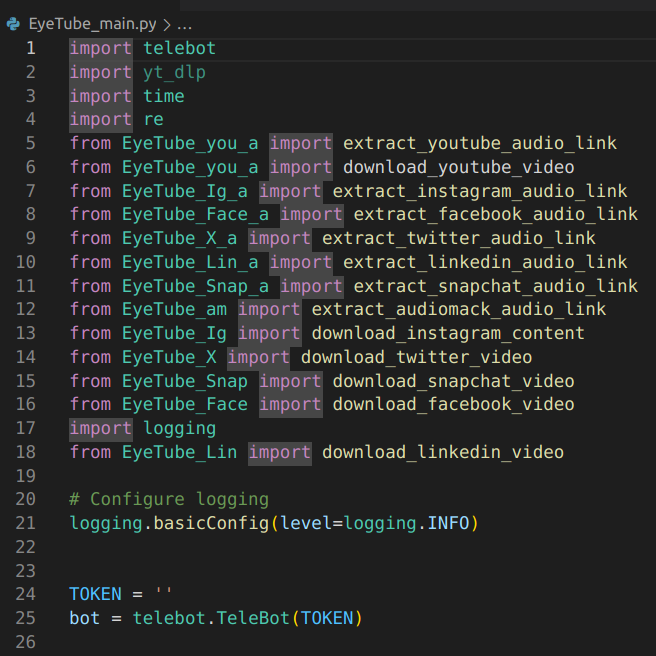 EyeTube_main.py > ...
1 import telebot
2 import yt_dlp
3 import time
4 import re
5 from EyeTube_you_a import extract_youtube_audio_link
6 from EyeTube_you_a import download_youtube_video
7 from EyeTube_Ig_a import extract_instagram_audio_link
8 from EyeTube_Face_a import extract_facebook_audio_link
9 from EyeTube_X_a import extract_twitter_audio_link
10 from EyeTube_Lin_a import extract_linkedin_audio_link
11 from EyeTube_Snap_a import extract_snapchat_audio_link
12 from EyeTube_am import extract_audiomack_audio_link
13 from EyeTube_Ig import download_instagram_content
14 from EyeTube_X import download_twitter_video
15 from EyeTube_Snap import download_snapchat_video
16 from EyeTube_Face import download_facebook_video
17 import logging
18 from EyeTube_Lin import download_linkedin_video
19
20 # Configure logging
21 logging.basicConfig(level=logging.INFO)
22
23
24 TOKEN = ''
25 bot = telebot.TeleBot(TOKEN)
26